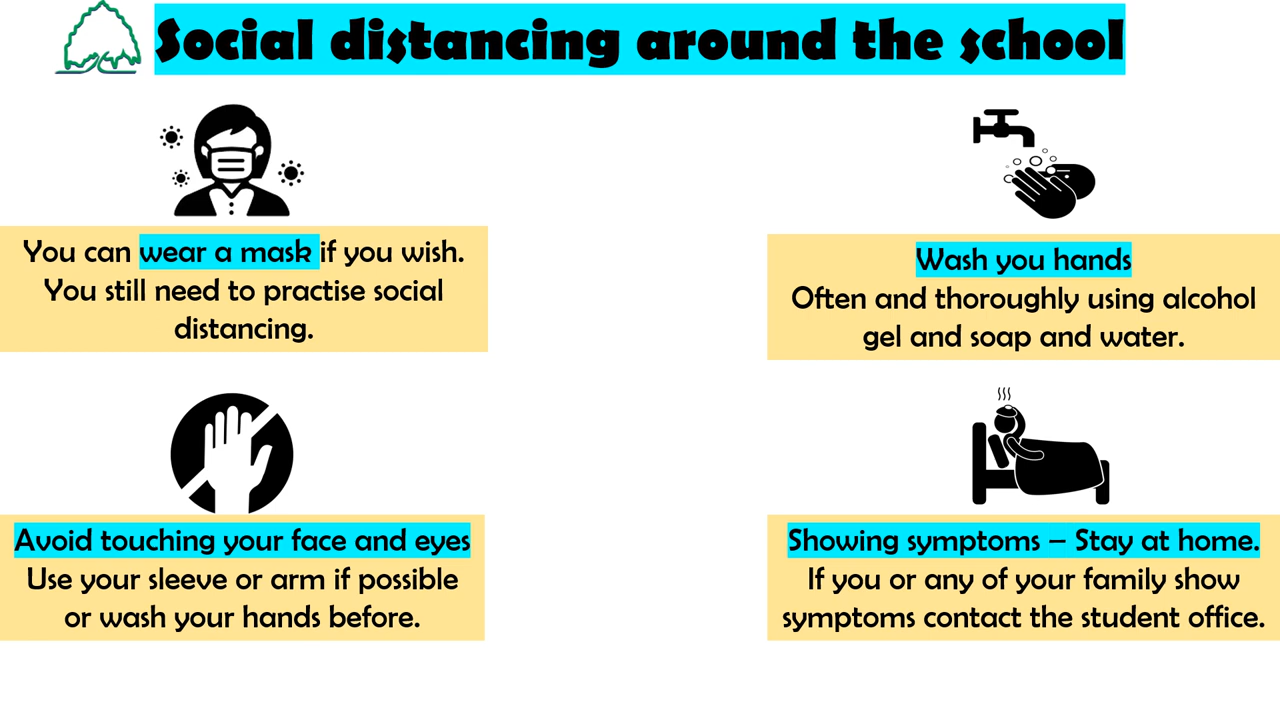 Social distancing around the school
You can wear a mask if you wish.
You still need to practise social
distancing.
Wash you hands
Often and thoroughly using alcohol
gel and soap and water.
Avoid touching your face and eyes
Use your sleeve or arm if possible
or wash your hands before.
Showing symptoms – Stay at home.
If you or any of your family show
symptoms contact the student office.